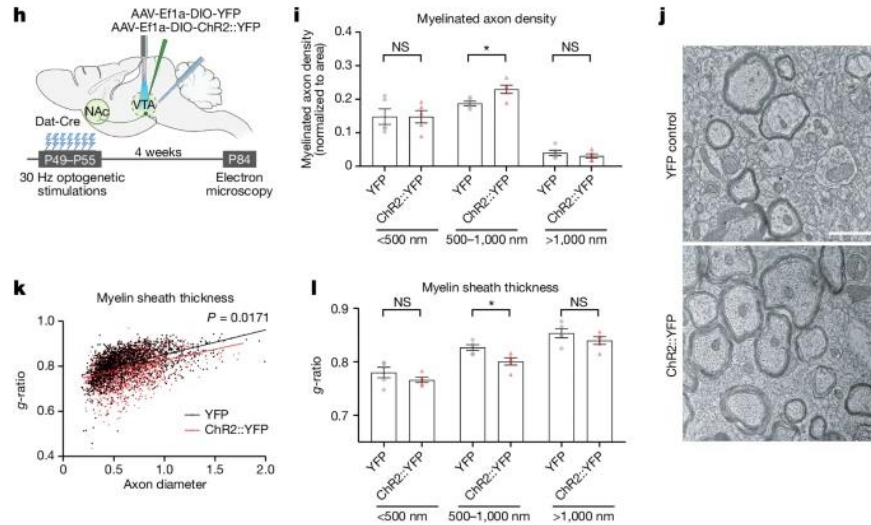 h
AAV-Ef1a-DIO-YFP
AAV-Ef1a-DIO-ChR2::YFP
NAc
VTA
Dat-Cre
P49–P55
4 weeks
P84
30 Hz optogenetic
stimulations
Electron
microscopy
i
Myelinated axon density
Myelinated axon density
(normalized to area)
0.4
0.3
0.2
0.1
0
NS
*
NS
YFP
ChR2::YFP
YFP
ChR2::YFP
YFP
ChR2::YFP
<500 nm
500–1,000 nm
>1,000 nm
j
YFP control
ChR2::YFP
k
Myelin sheath thickness
P = 0.0171
g-ratio
1.0
0.8
0.6
0.4
YFP
ChR2::YFP
0
0.5
1.0
1.5
2.0
Axon diameter
l
Myelin sheath thickness
g-ratio
0.9
0.8
0.7
NS
*
NS
YFP
ChR2::YFP
YFP
ChR2::YFP
YFP
ChR2::YFP
<500 nm
500–1,000 nm
>1,000 nm